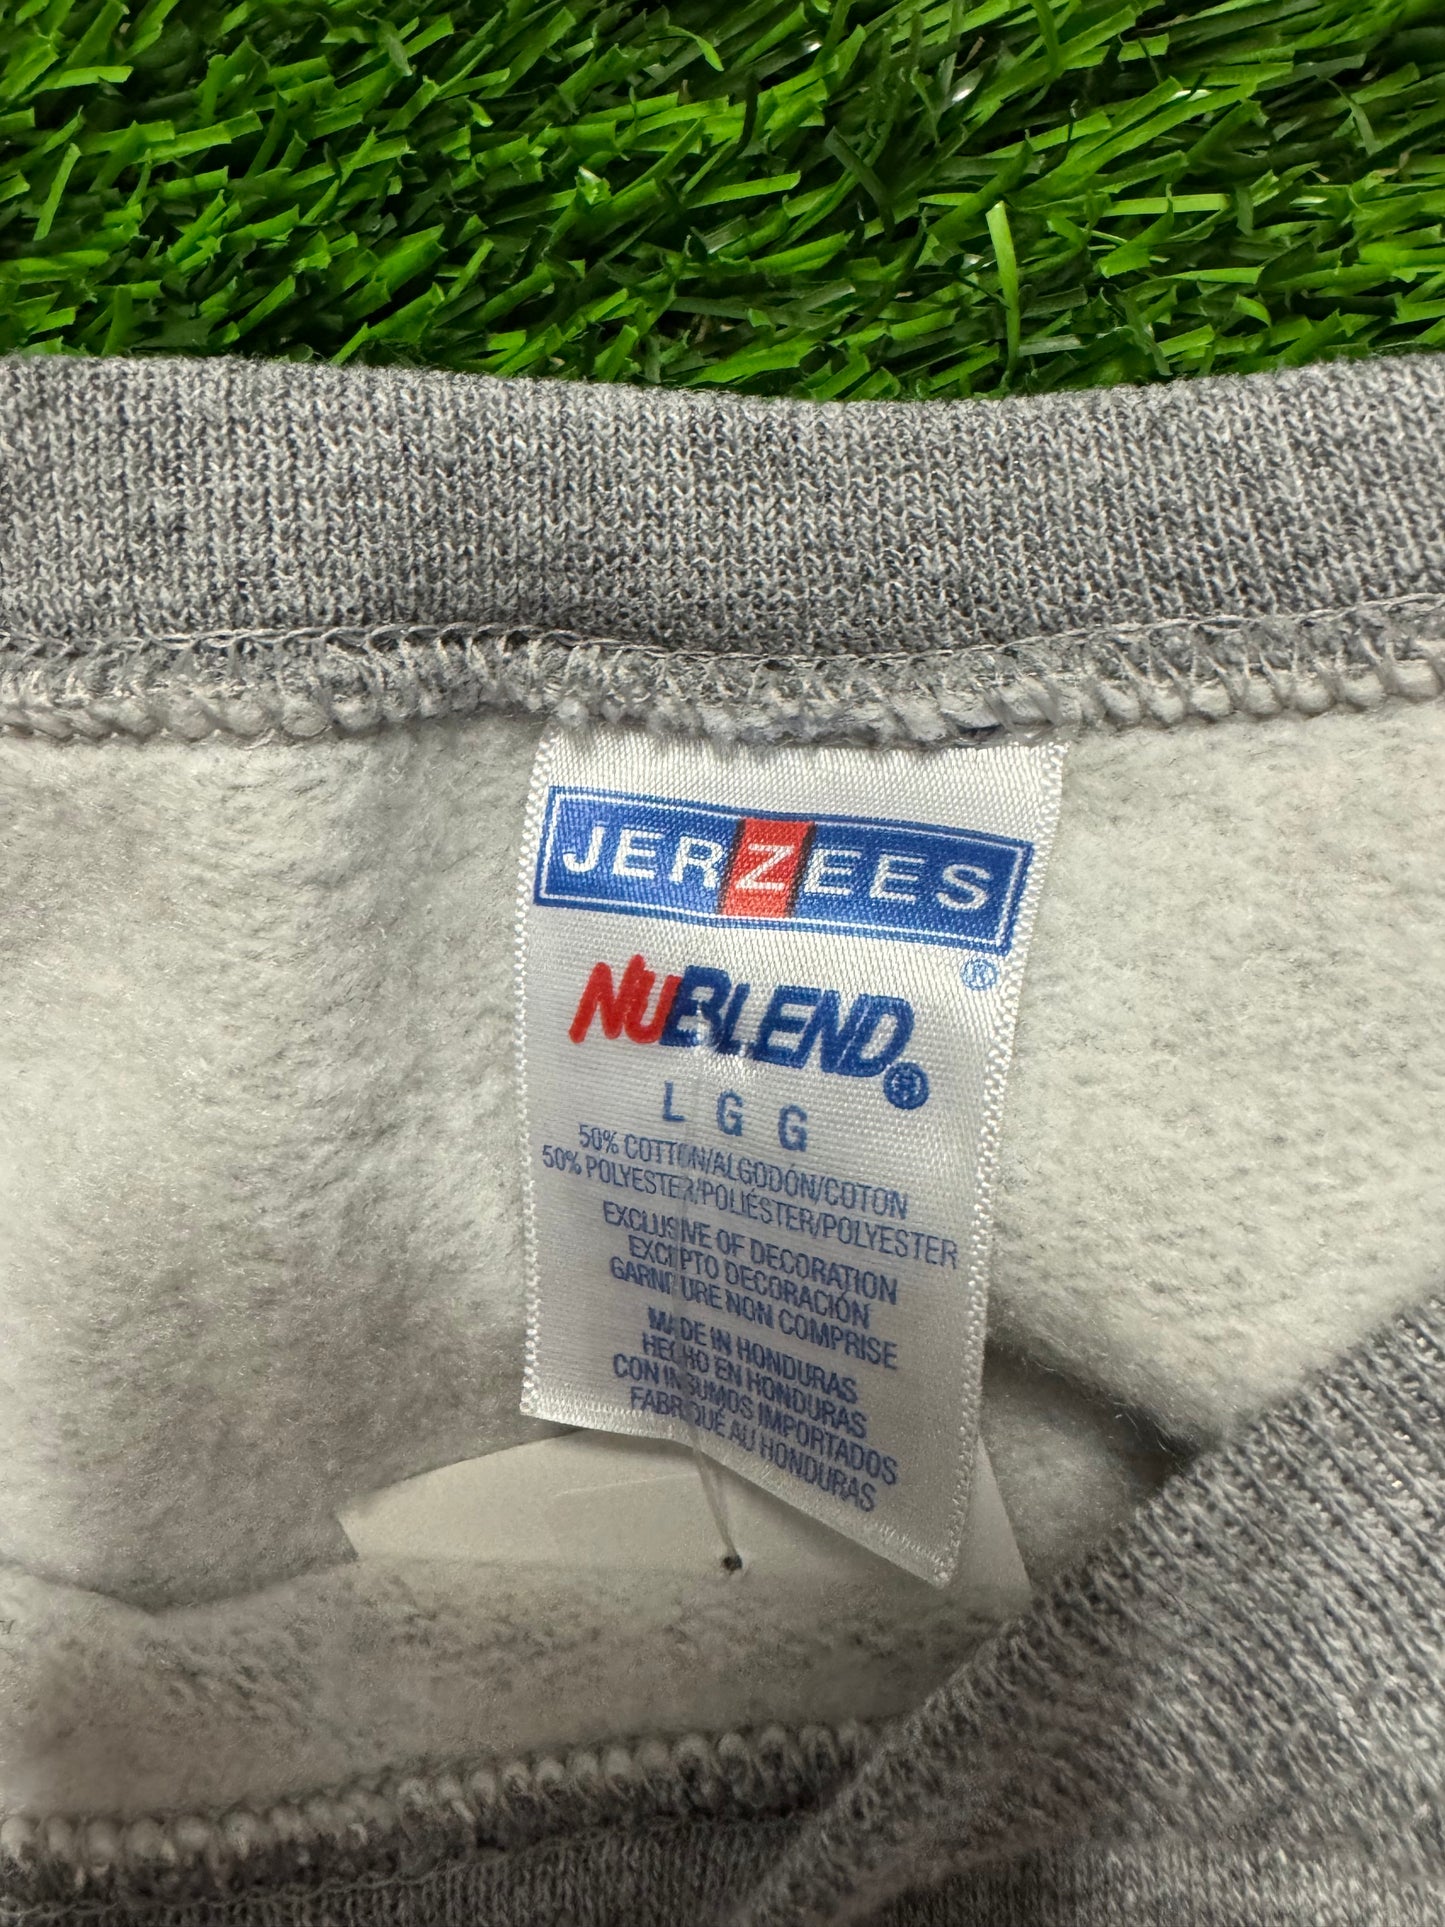 JERZEES
®
NUBLEND®
L G G
50% COTTON/ALGODÓN/COTON
50% POLYESTER/POLIÉSTER/POLYESTER
EXCLUSIVE OF DECORATION
EXCEPTO DECORACIÓN
GARNITURE NON COMPRISE
MADE IN HONDURAS
HECHO EN HONDURAS
CON INSUMOS IMPORTADOS
FABRIQUÉ AU HONDURAS